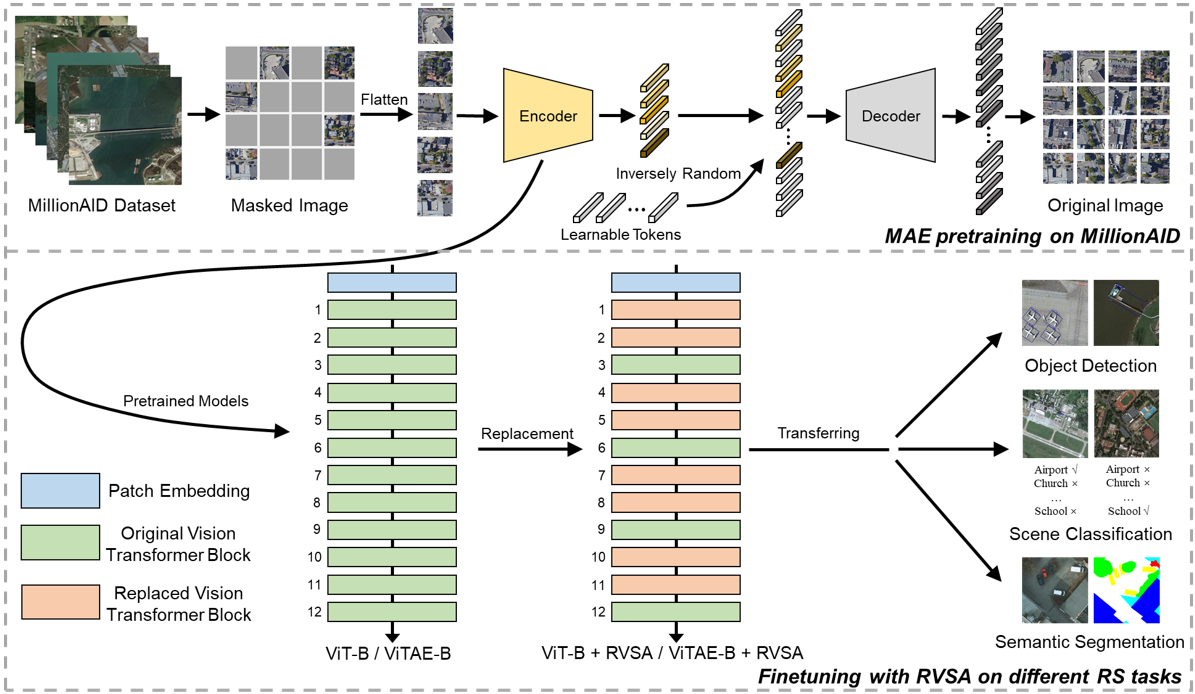 Flatten
Encoder
Decoder
Inversely Random
MillionAID Dataset
Masked Image
Learnable Tokens
Original Image
MAE pretraining on MillionAID
1
2
3
4
5
6
7
8
9
10
11
12
1
2
3
4
5
6
7
8
9
10
11
12
Pretrained Models
Replacement
Transferring
Patch Embedding
Original Vision
Transformer Block
Replaced Vision
Transformer Block
ViT-B / ViTAE-B
ViT-B + RVSA / ViTAE-B + RVSA
Object Detection
Airport √
Church ×
...
School ×
Airport ×
Church ×
...
School √
Scene Classification
Semantic Segmentation
Finetuning with RVSA on different RS tasks